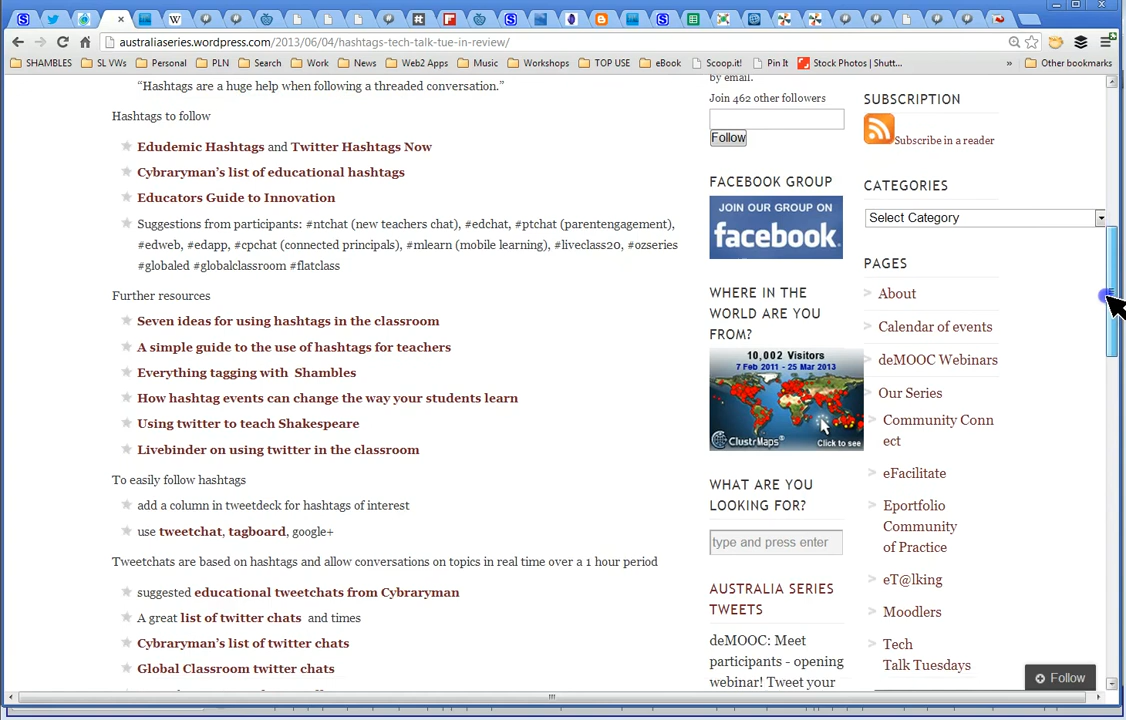 australiaseries.wordpress.com/2013/06/04/hashtags-tech-talk-tue-in-review/
SHAMBLES SL VWs Personal PLN Search Work News Web2 Apps Music Workshops TOP USE eBook Scoop.it! Pin It Stock Photos | Shutt... » Other bookmarks
“Hashtags are a huge help when following a threaded conversation.”
Hashtags to follow
Edudemic Hashtags and Twitter Hashtags Now
Cybraryman’s list of educational hashtags
Educators Guide to Innovation
Suggestions from participants: #ntchat (new teachers chat), #edchat, #ptchat (parentengagement),
#edweb, #edapp, #cpchat (connected principals), #mlearn (mobile learning), #liveclass20, #ozseries
#globaled #globalclassroom #flatclass
Further resources
Seven ideas for using hashtags in the classroom
A simple guide to the use of hashtags for teachers
Everything tagging with Shambles
How hashtag events can change the way your students learn
Using twitter to teach Shakespeare
Livebinder on using twitter in the classroom
To easily follow hashtags
add a column in tweetdeck for hashtags of interest
use tweetchat, tagboard, google+
Tweetchats are based on hashtags and allow conversations on topics in real time over a 1 hour period
suggested educational tweetchats from Cybraryman
A great list of twitter chats and times
Cybraryman’s list of twitter chats
Global Classroom twitter chats
by email.
Join 462 other followers
Follow
FACEBOOK GROUP
JOIN OUR GROUP ON
facebook.
WHERE IN THE
WORLD ARE YOU
FROM?
10,002 Visitors
7 Feb 2011 - 25 Mar 2013
ClustrMaps® Click to see
WHAT ARE YOU
LOOKING FOR?
type and press enter
AUSTRALIA SERIES
TWEETS
deMOOC: Meet
participants - opening
webinar! Tweet your
SUBSCRIPTION
Subscribe in a reader
CATEGORIES
Select Category
PAGES
About
Calendar of events
deMOOC Webinars
Our Series
Community Conn
ect
eFacilitate
Eportfolio
Community
of Practice
eT@lking
Moodlers
Tech
Talk Tuesdays
Follow